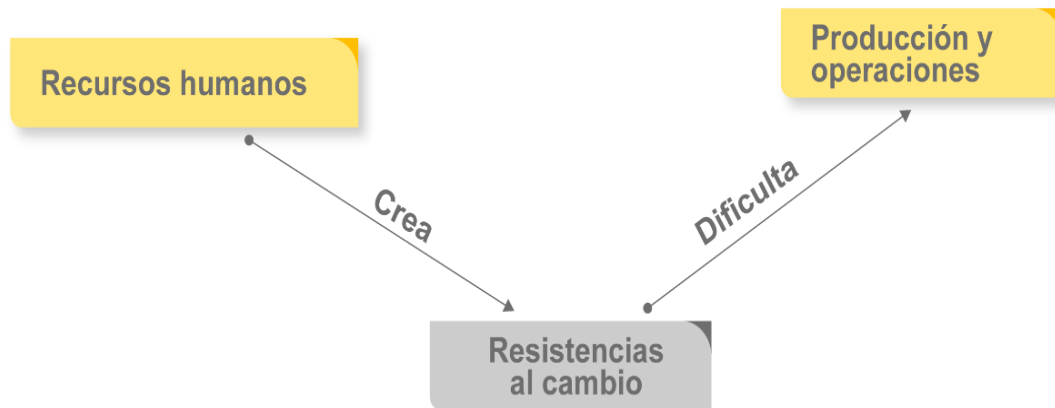 Recursos humanos
Producción y
operaciones
Crea
Dificulta
Resistencias
al cambio